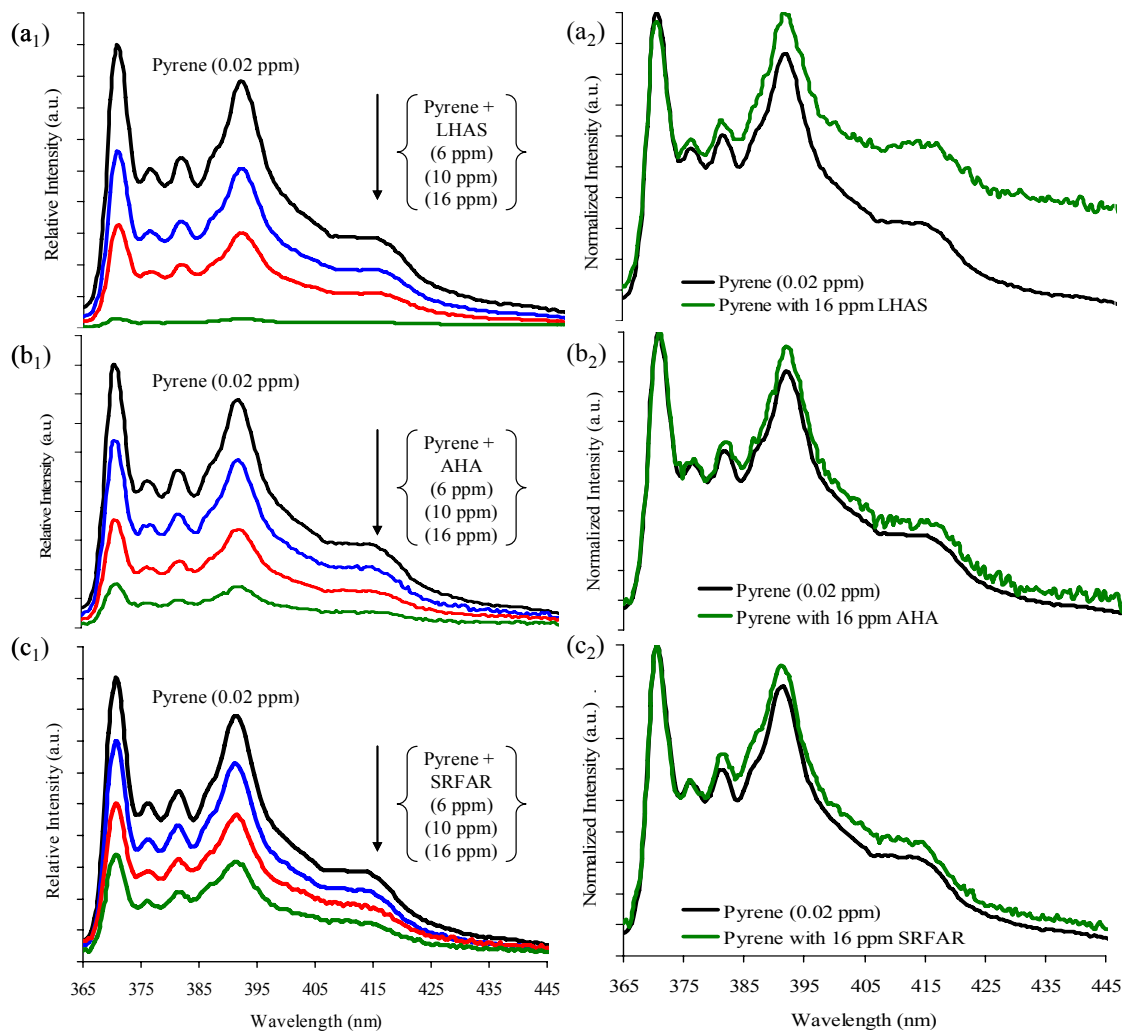 (a1)
Relative Intensity (a.u.)
Pyrene (0.02 ppm)
Pyrene +
LHAS
(6 ppm)
(10 ppm)
(16 ppm)
(a2)
Normalized Intensity (a.u.)
Pyrene (0.02 ppm)
Pyrene with 16 ppm LHAS
(b1)
Relative Intensity (a.u)
Pyrene (0.02 ppm)
Pyrene +
AHA
(6 ppm)
(10 ppm)
(16 ppm)
(b2)
Normalized Intensity (a.u.)
Pyrene (0.02 ppm)
Pyrene with 16 ppm AHA
(c1)
Relative Intensity (a.u.)
Pyrene (0.02 ppm)
Pyrene +
SRFAR
(6 ppm)
(10 ppm)
(16 ppm)
365 375 385 395 405 415 425 435 445
Wavelength (nm)
(c2)
Normalized Intensity (a.u.) .
Pyrene (0.02 ppm)
Pyrene with 16 ppm SRFAR
365 375 385 395 405 415 425 435 445
Wavelength (nm)